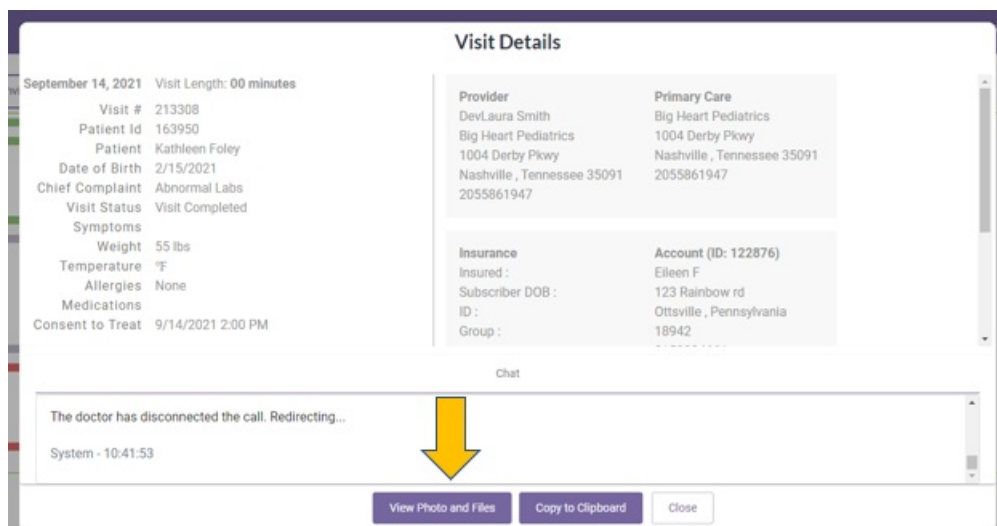 Visit Details
September 14, 2021 Visit Length: 00 minutes
Visit # 213308
Patient Id 163950
Patient Kathleen Foley
Date of Birth 2/15/2021
Chief Complaint Abnormal Labs
Visit Status Visit Completed
Symptoms
Weight 55 lbs
Temperature °F
Allergies None
Medications
Consent to Treat 9/14/2021 2:00 PM
Provider
DevLaura Smith
Big Heart Pediatrics
1004 Derby Pkwy
Nashville , Tennessee 35091
2055861947
Primary Care
Big Heart Pediatrics
1004 Derby Pkwy
Nashville , Tennessee 35091
2055861947
Insurance
Insured :
Subscriber DOB :
ID :
Group :
Account (ID: 122876)
Eileen F
123 Rainbow rd
Ottsville , Pennsylvania
18942
Chat
The doctor has disconnected the call. Redirecting...
System - 10:41:53
View Photo and Files
Copy to Clipboard
Close